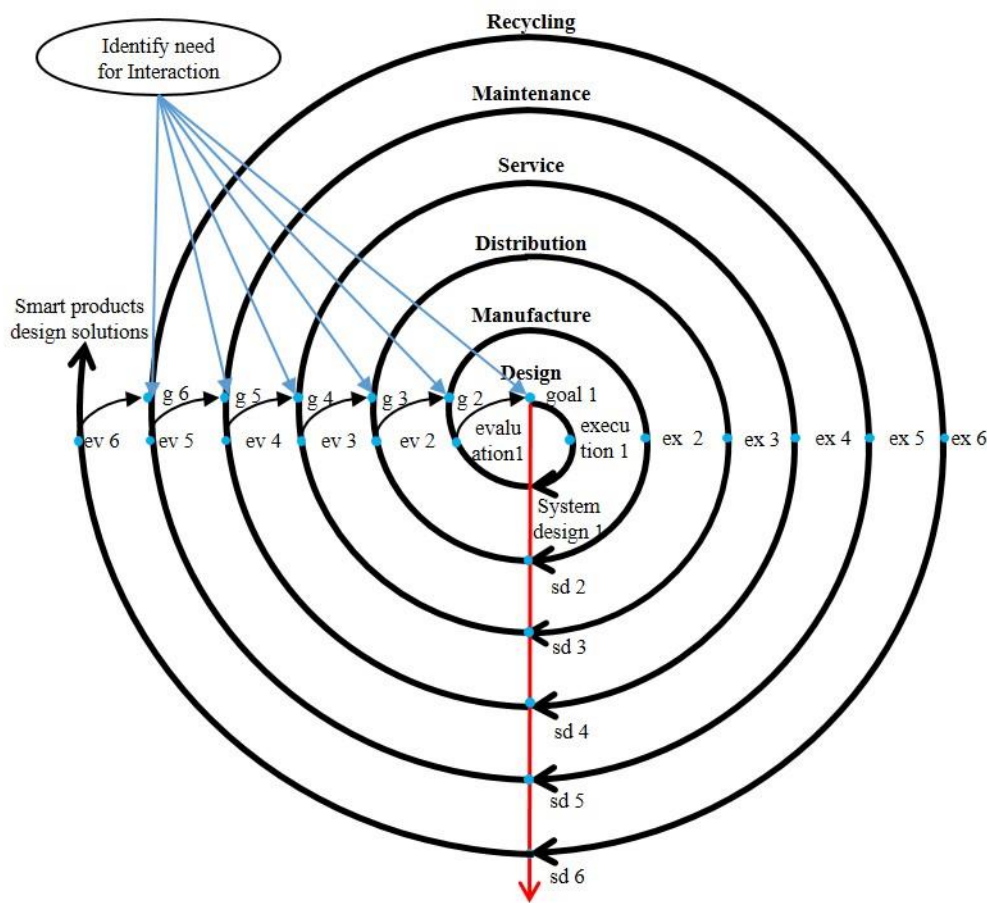 Recycling
Identify need
for Interaction
Maintenance
Service
Distribution
Smart products
design solutions
Manufacture
Design
g 6
g 5
g 4
g 3
g 2
goal 1
ev 6
ev 5
ev 4
ev 3
ev 2
evalu
ation1
execu
tion 1
ex 2
ex 3
ex 4
ex 5
ex 6
System
design 1
sd 2
sd 3
sd 4
sd 5
sd 6